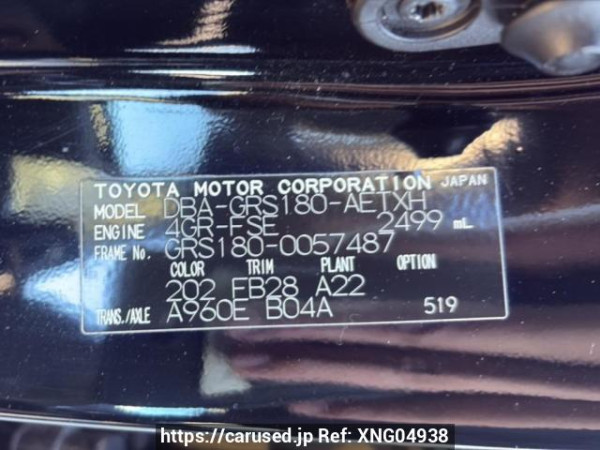 TOYOTA MOTOR CORPORATION JAPAN
MODEL DBA-GRS180-AETXH
ENGINE 4GR-FSE 2499 mL
FRAME No. GRS180-0057487
COLOR TRIM PLANT OPTION
202 FB28 A22
TRANS./AXLE A960E B04A 519
https://carused.jp Ref: XNG04938